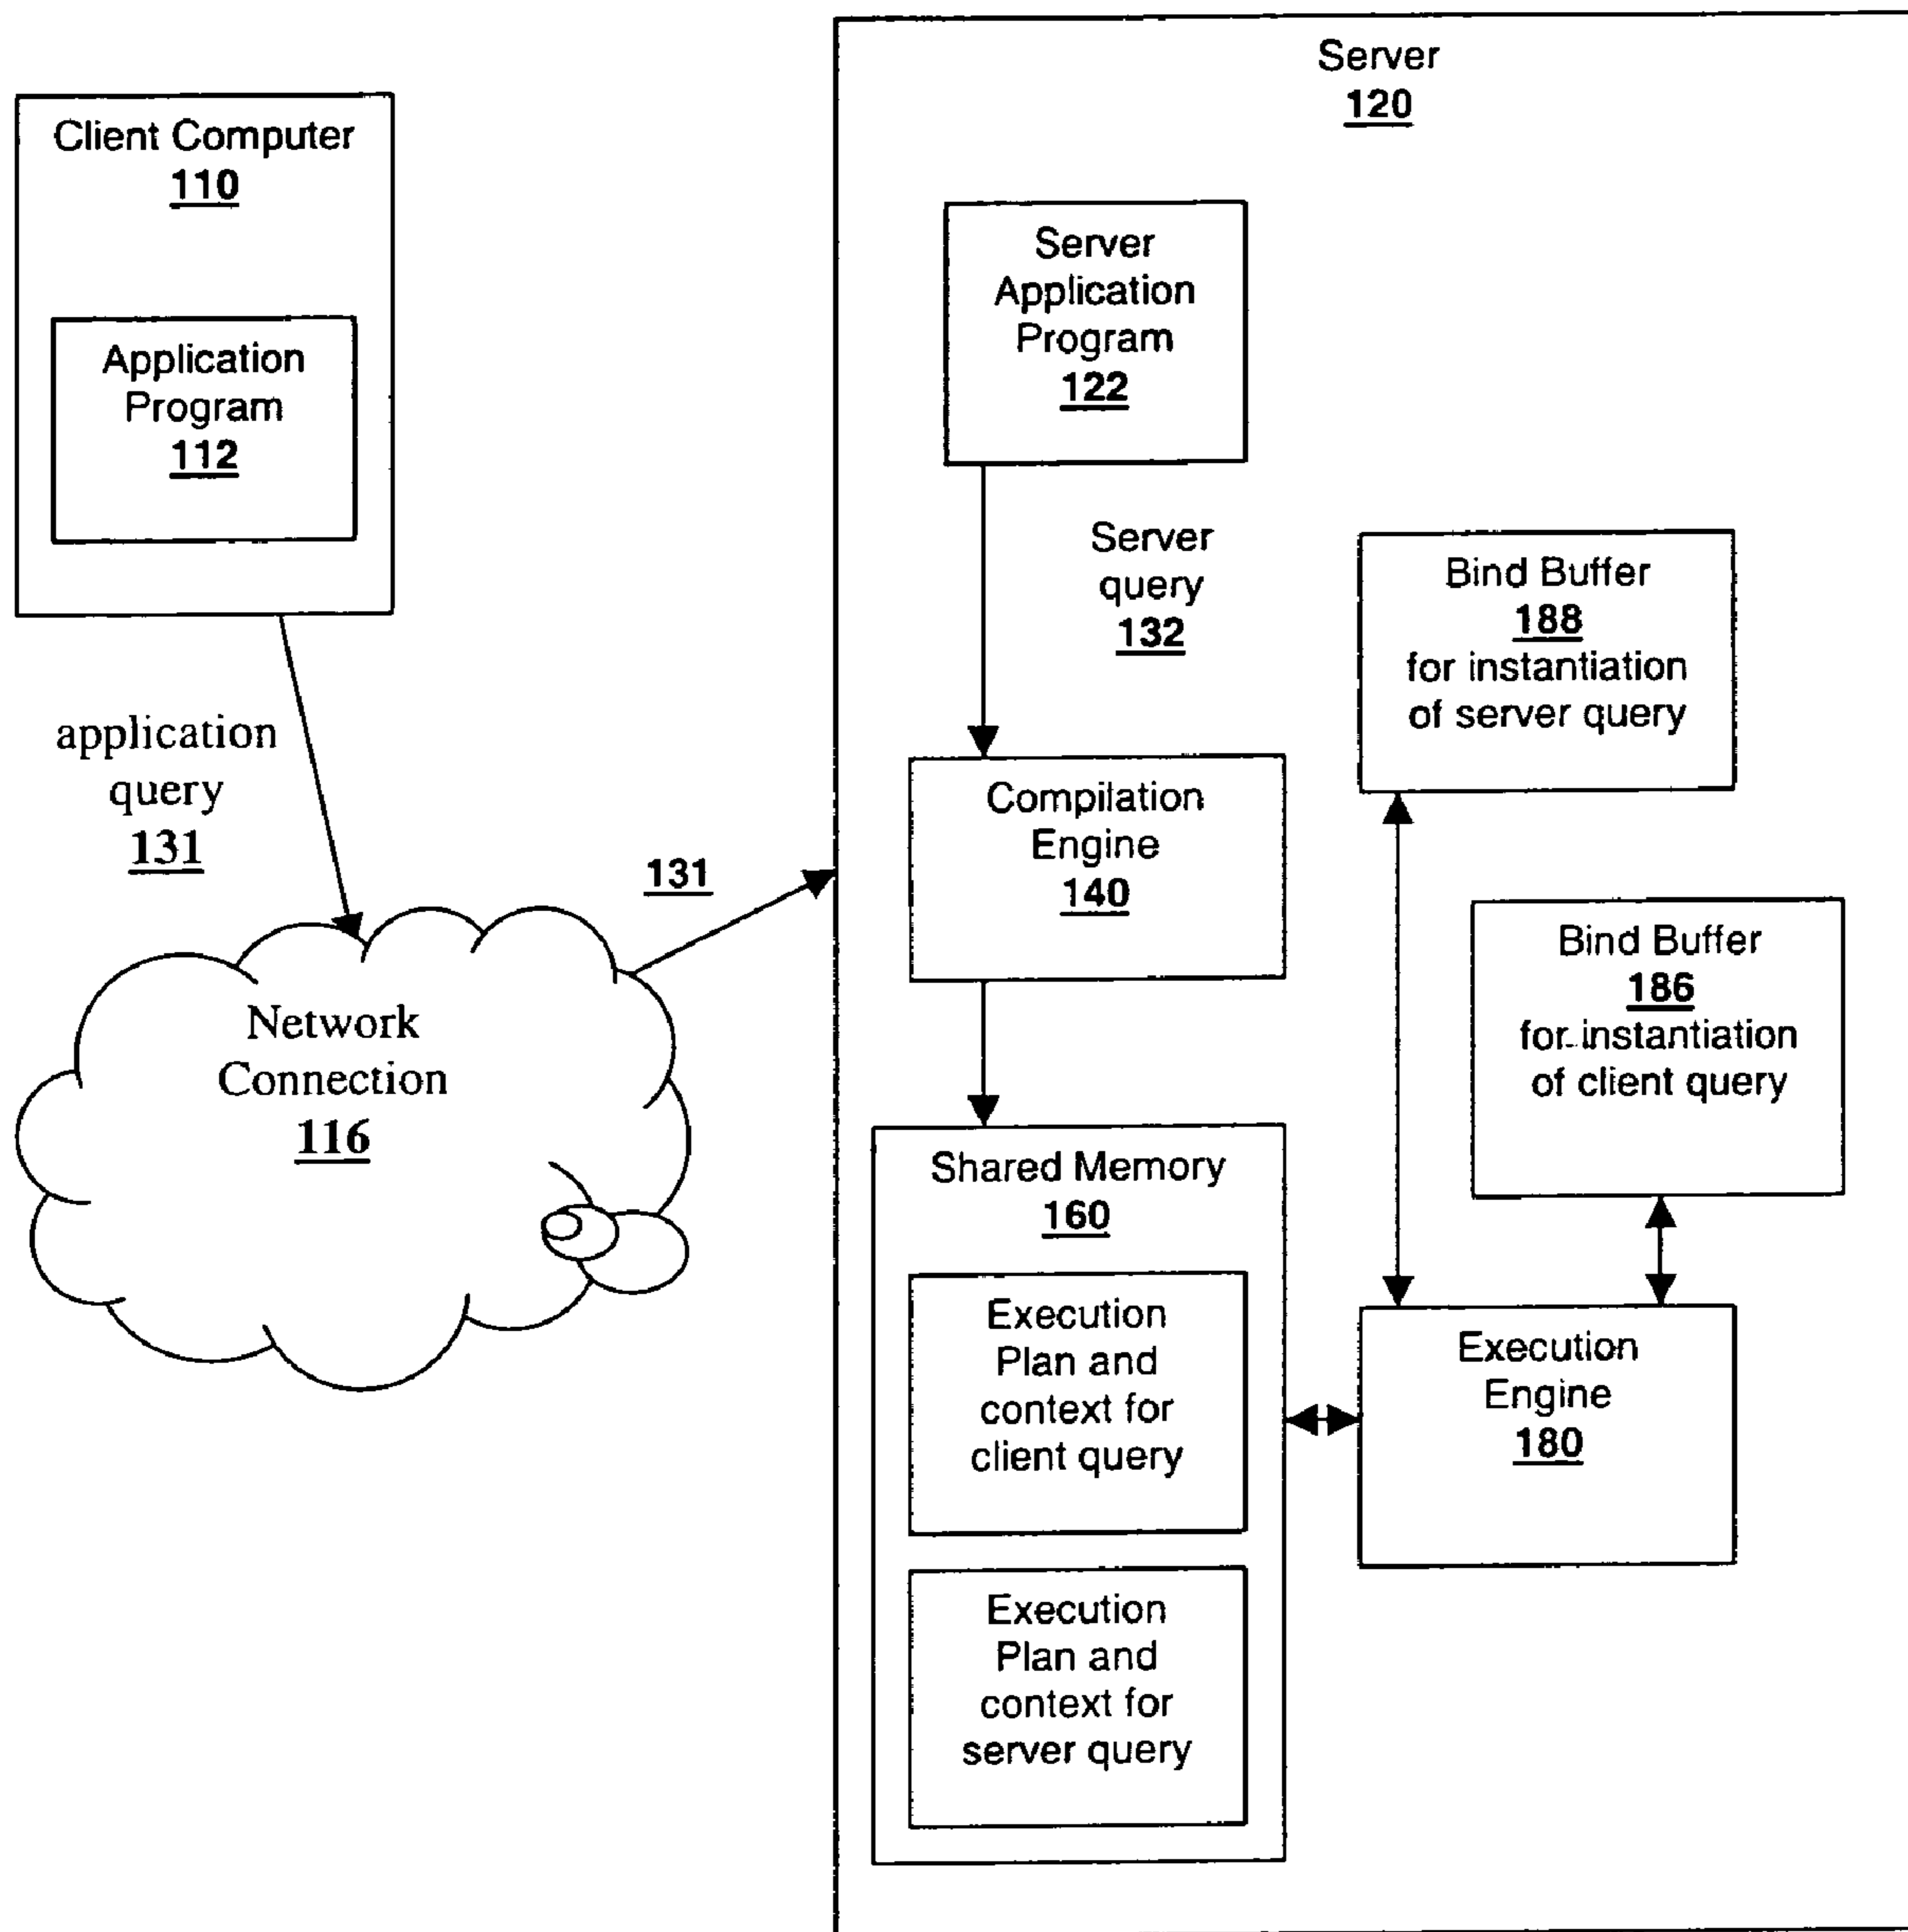 Server
120
Client Computer
110
Application
Program
112
Server
Application
Program
122
Server
query
132
Bind Buffer
188
for instantiation
of server query
application
query
131
131
Compilation
Engine
140
Bind Buffer
186
for instantiation
of client query
Network
Connection
116
Shared Memory
160
Execution
Plan and
context for
client query
Execution
Engine
180
Execution
Plan and
context for
server query